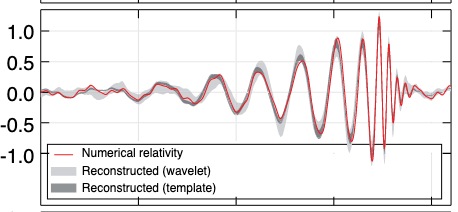 1.0
0.5
0.0
-0.5
-1.0
Numerical relativity
Reconstructed (wavelet)
Reconstructed (template)